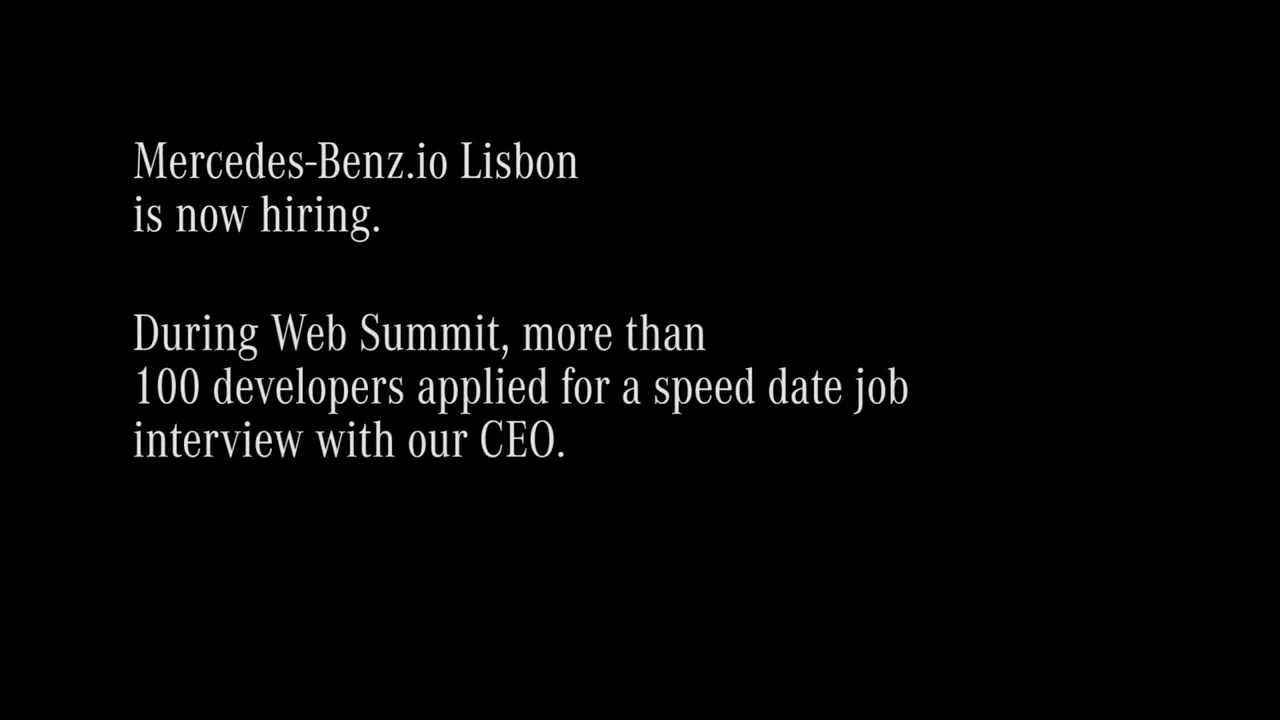 Mercedes-Benz.io Lisbon
is now hiring.
During Web Summit, more than
100 developers applied for a speed date job
interview with our CEO.